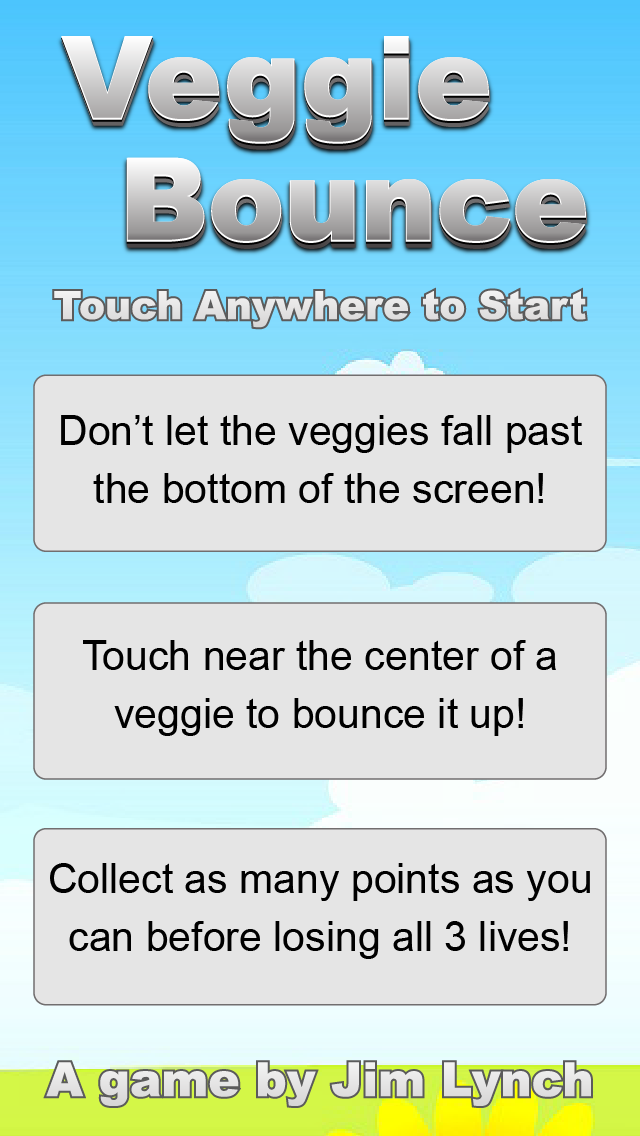 Veggie
Bounce
Touch Anywhere to Start
Don’t let the veggies fall past
the bottom of the screen!
Touch near the center of a
veggie to bounce it up!
Collect as many points as you
can before losing all 3 lives!
A game by Jim Lynch